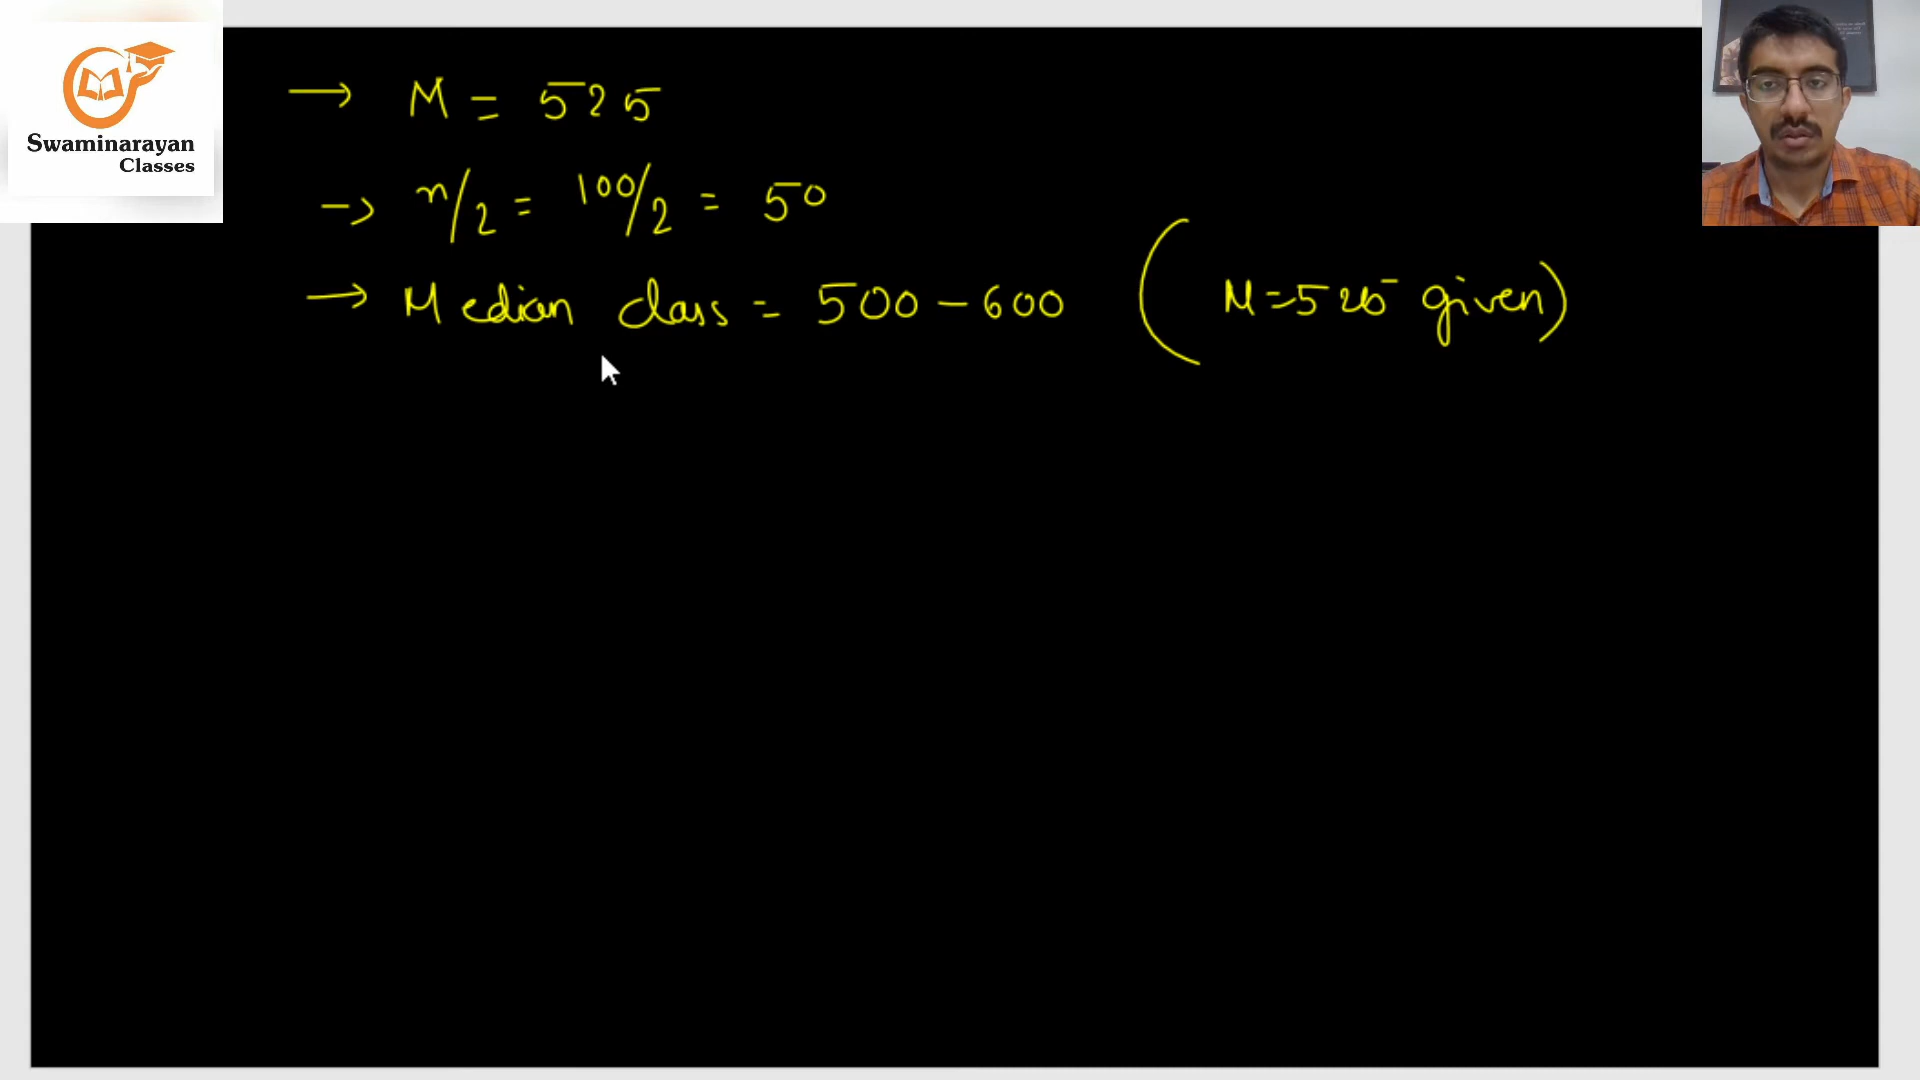 Swaminarayan
Classes
→ M = 525
→ n/2 = 100/2 = 50
→ Median class = 500 - 600 (M=525 given)